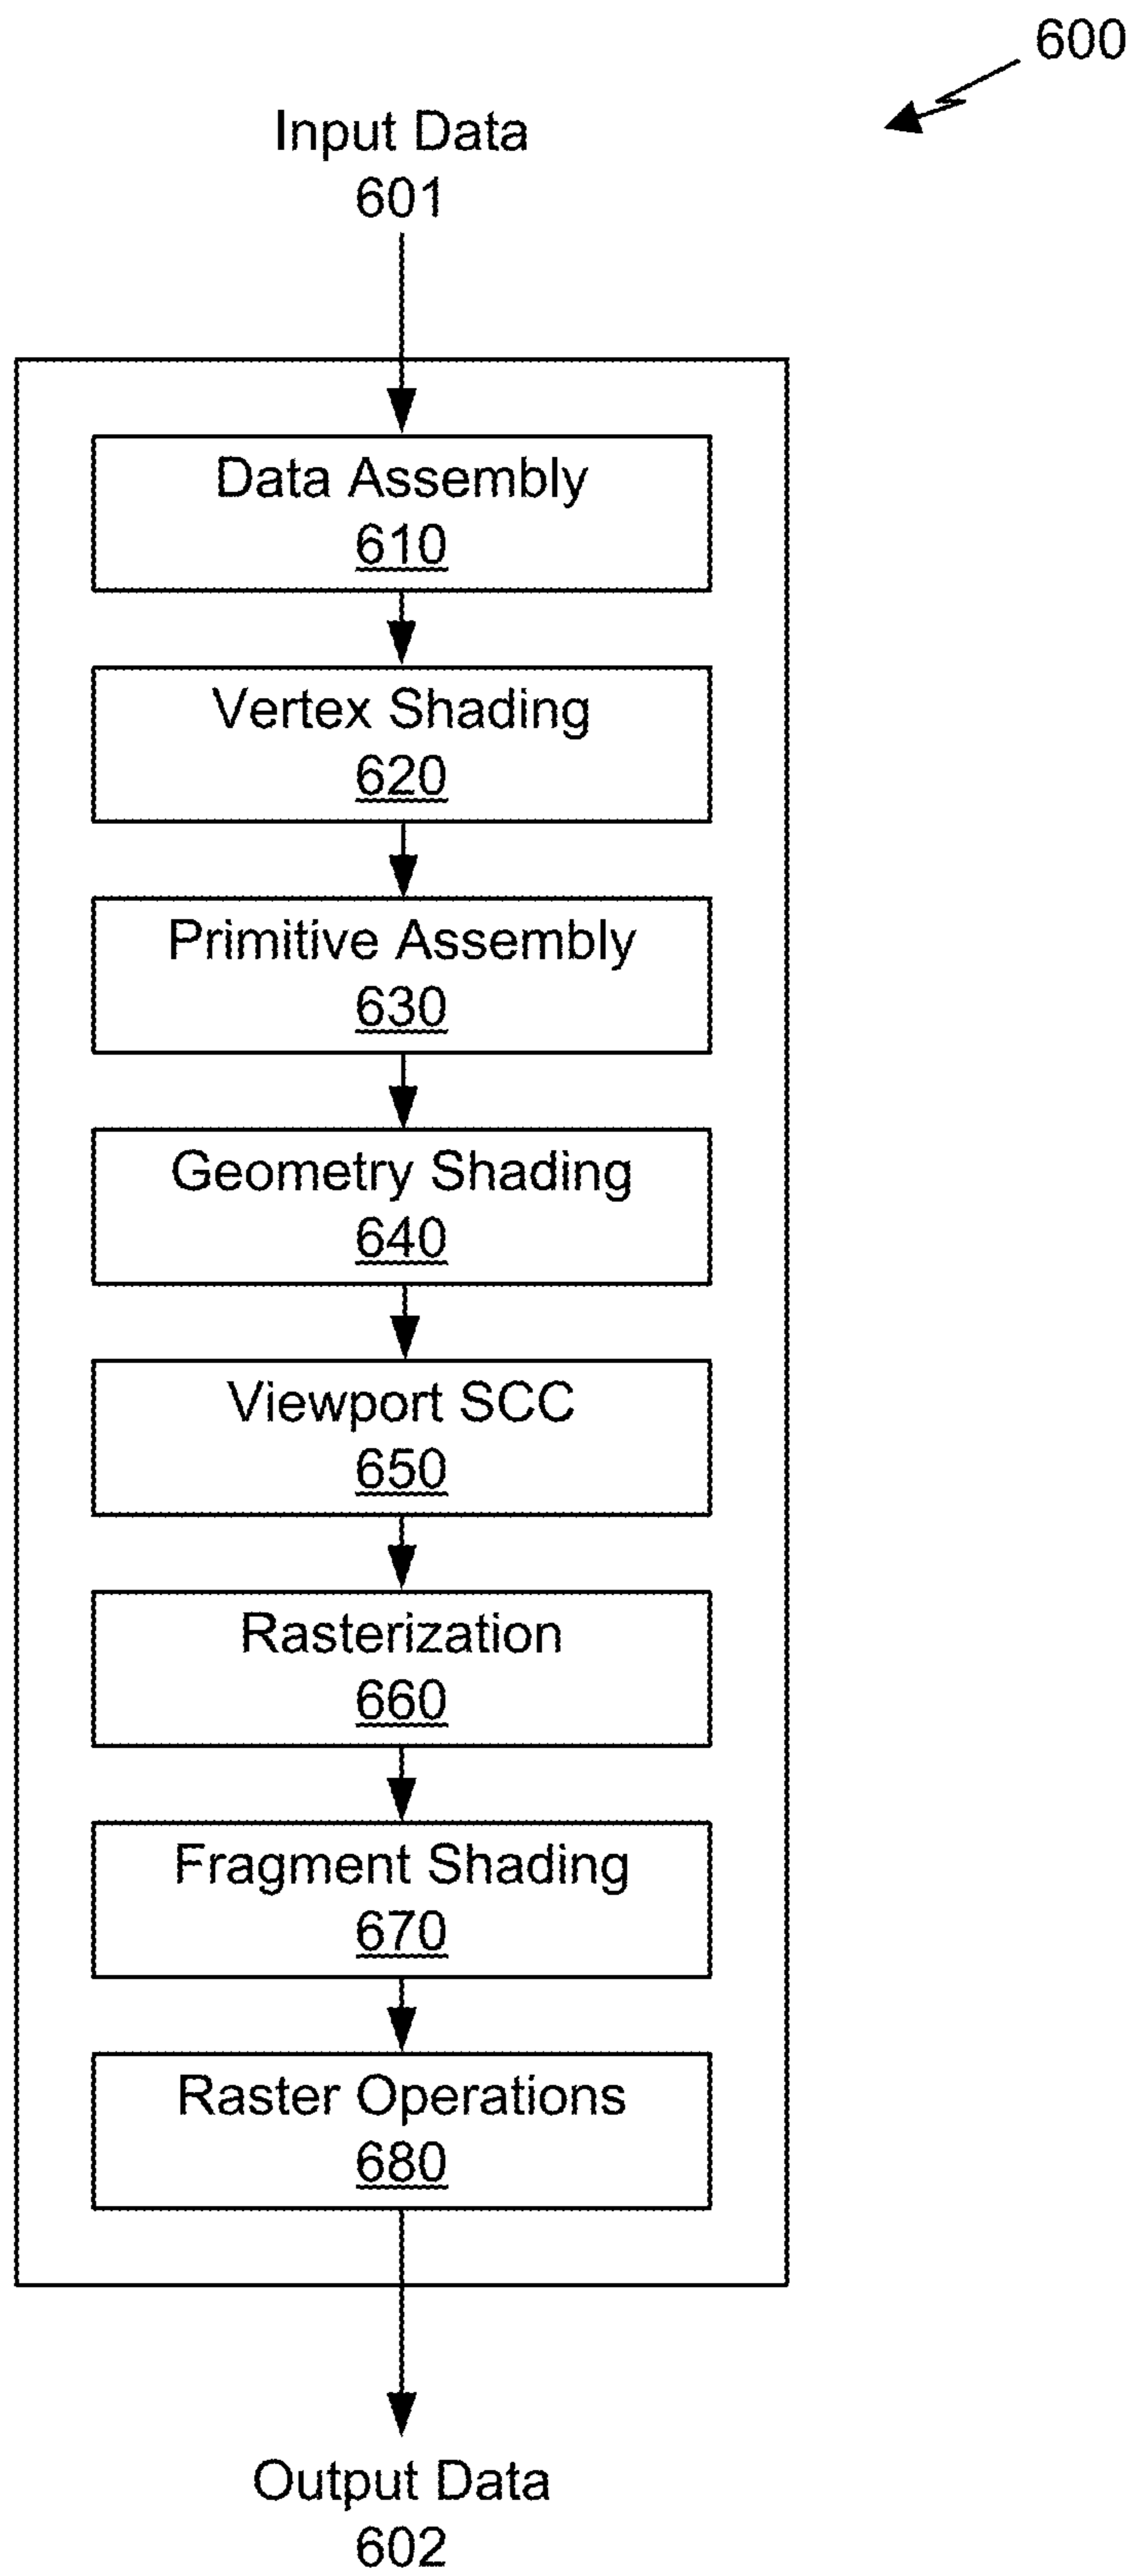 600
Input Data
601
Data Assembly
610
Vertex Shading
620
Primitive Assembly
630
Geometry Shading
640
Viewport SCC
650
Rasterization
660
Fragment Shading
670
Raster Operations
680
Output Data
602